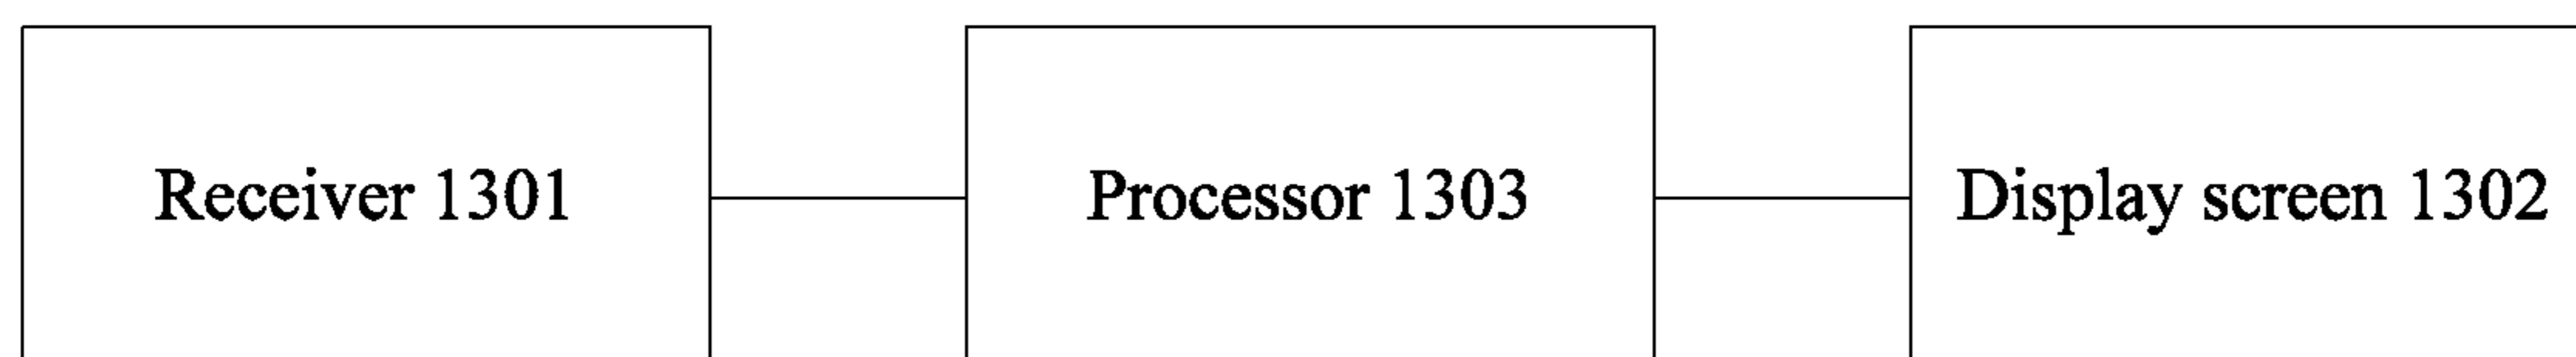 Receiver 1301
Processor 1303
Display screen 1302